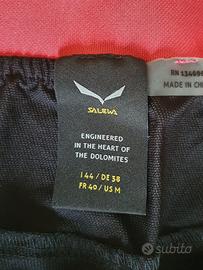 SALEWA
ENGINEERED
IN THE HEART OF
THE DOLOMITES
I 44 / DE 38
FR 40 / US M
MADE IN CHI
subito